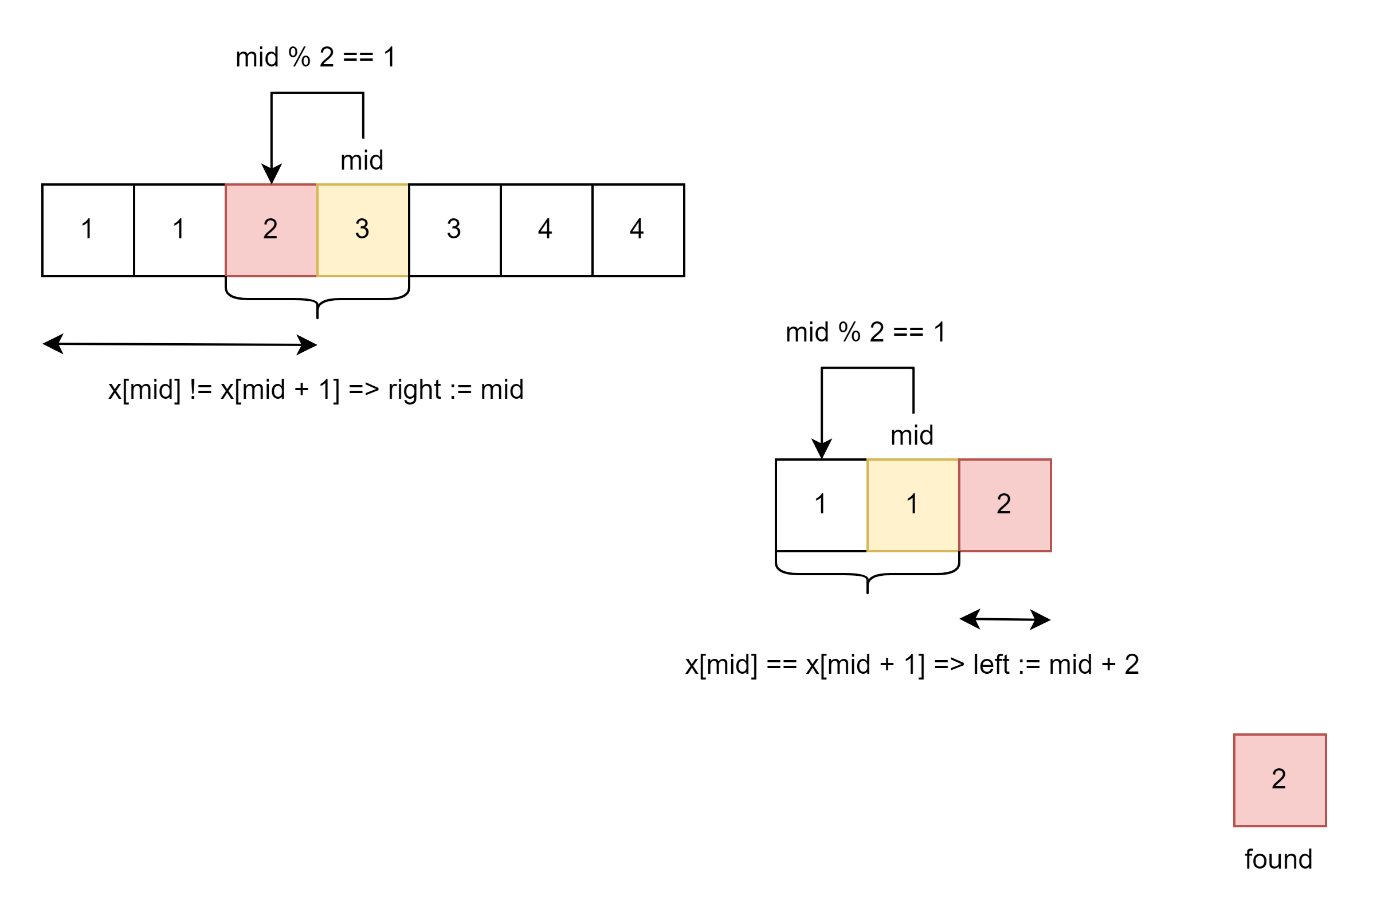 mid % 2 == 1
mid
1 1 2 3 3 4 4
x[mid] != x[mid + 1] => right := mid
mid % 2 == 1
mid
1 1 2
x[mid] == x[mid + 1] => left := mid + 2
2
found